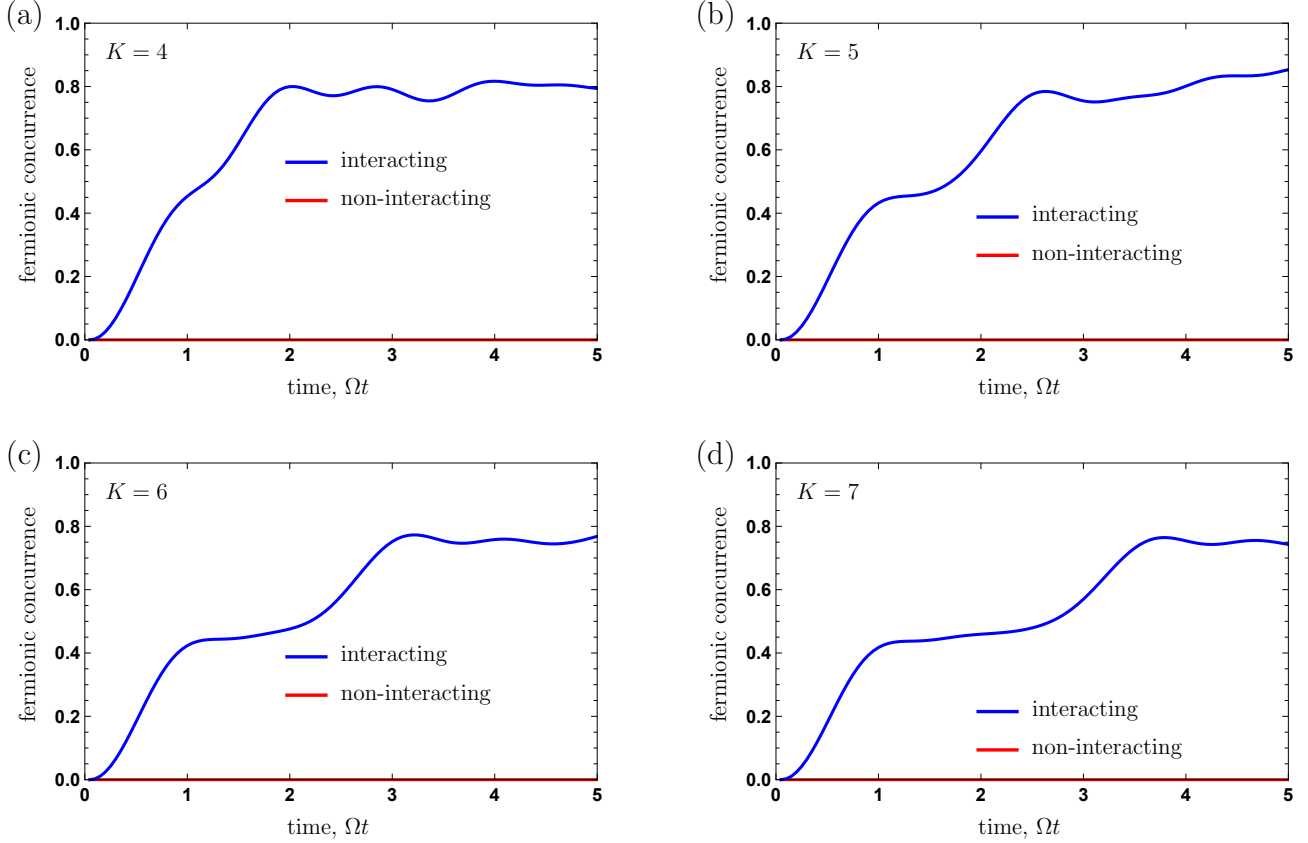 (a)
K = 4
fermionic concurrence
1.0
0.8
0.6
0.4
0.2
0.0
interacting
non-interacting
0 1 2 3 4 5
time, Ωt
(b)
K = 5
fermionic concurrence
1.0
0.8
0.6
0.4
0.2
0.0
interacting
non-interacting
0 1 2 3 4 5
time, Ωt
(c)
K = 6
fermionic concurrence
1.0
0.8
0.6
0.4
0.2
0.0
interacting
non-interacting
0 1 2 3 4 5
time, Ωt
(d)
K = 7
fermionic concurrence
1.0
0.8
0.6
0.4
0.2
0.0
interacting
non-interacting
0 1 2 3 4 5
time, Ωt